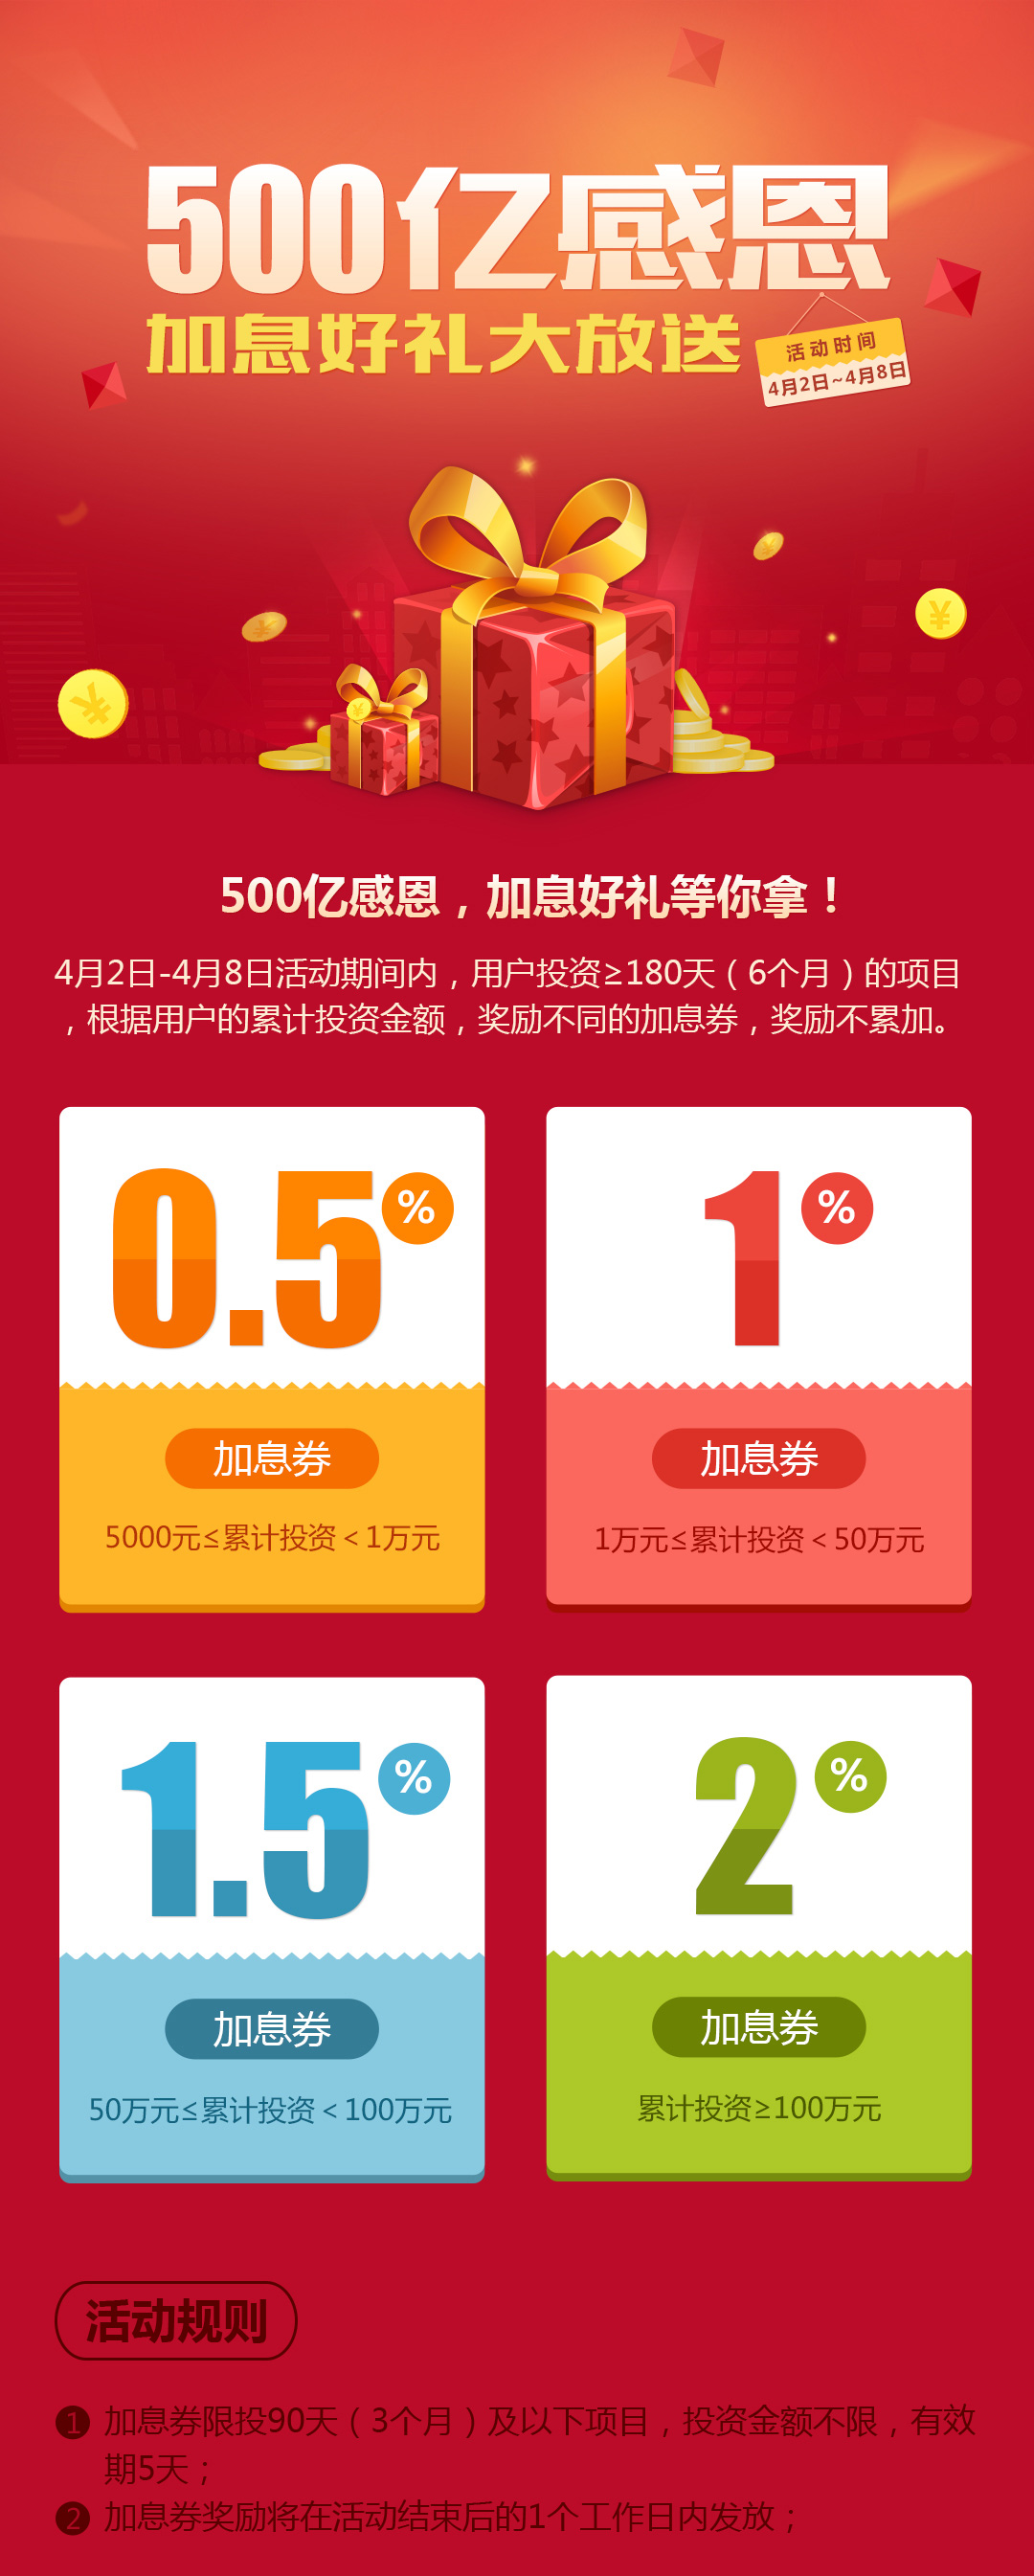 500亿感恩
加息好礼大放送
活动时间
4月2日~4月8日
500亿感恩，加息好礼等你拿！
4月2日-4月8日活动期间内，用户投资≥180天（6个月）的项目
，根据用户的累计投资金额，奖励不同的加息券，奖励不累加。
0.5%
加息券
5000元≤累计投资＜1万元
1%
加息券
1万元≤累计投资＜50万元
1.5%
加息券
50万元≤累计投资＜100万元
2%
加息券
累计投资≥100万元
活动规则
1 加息券限投90天（3个月）及以下项目，投资金额不限，有效
期5天；
2 加息券奖励将在活动结束后的1个工作日内发放；